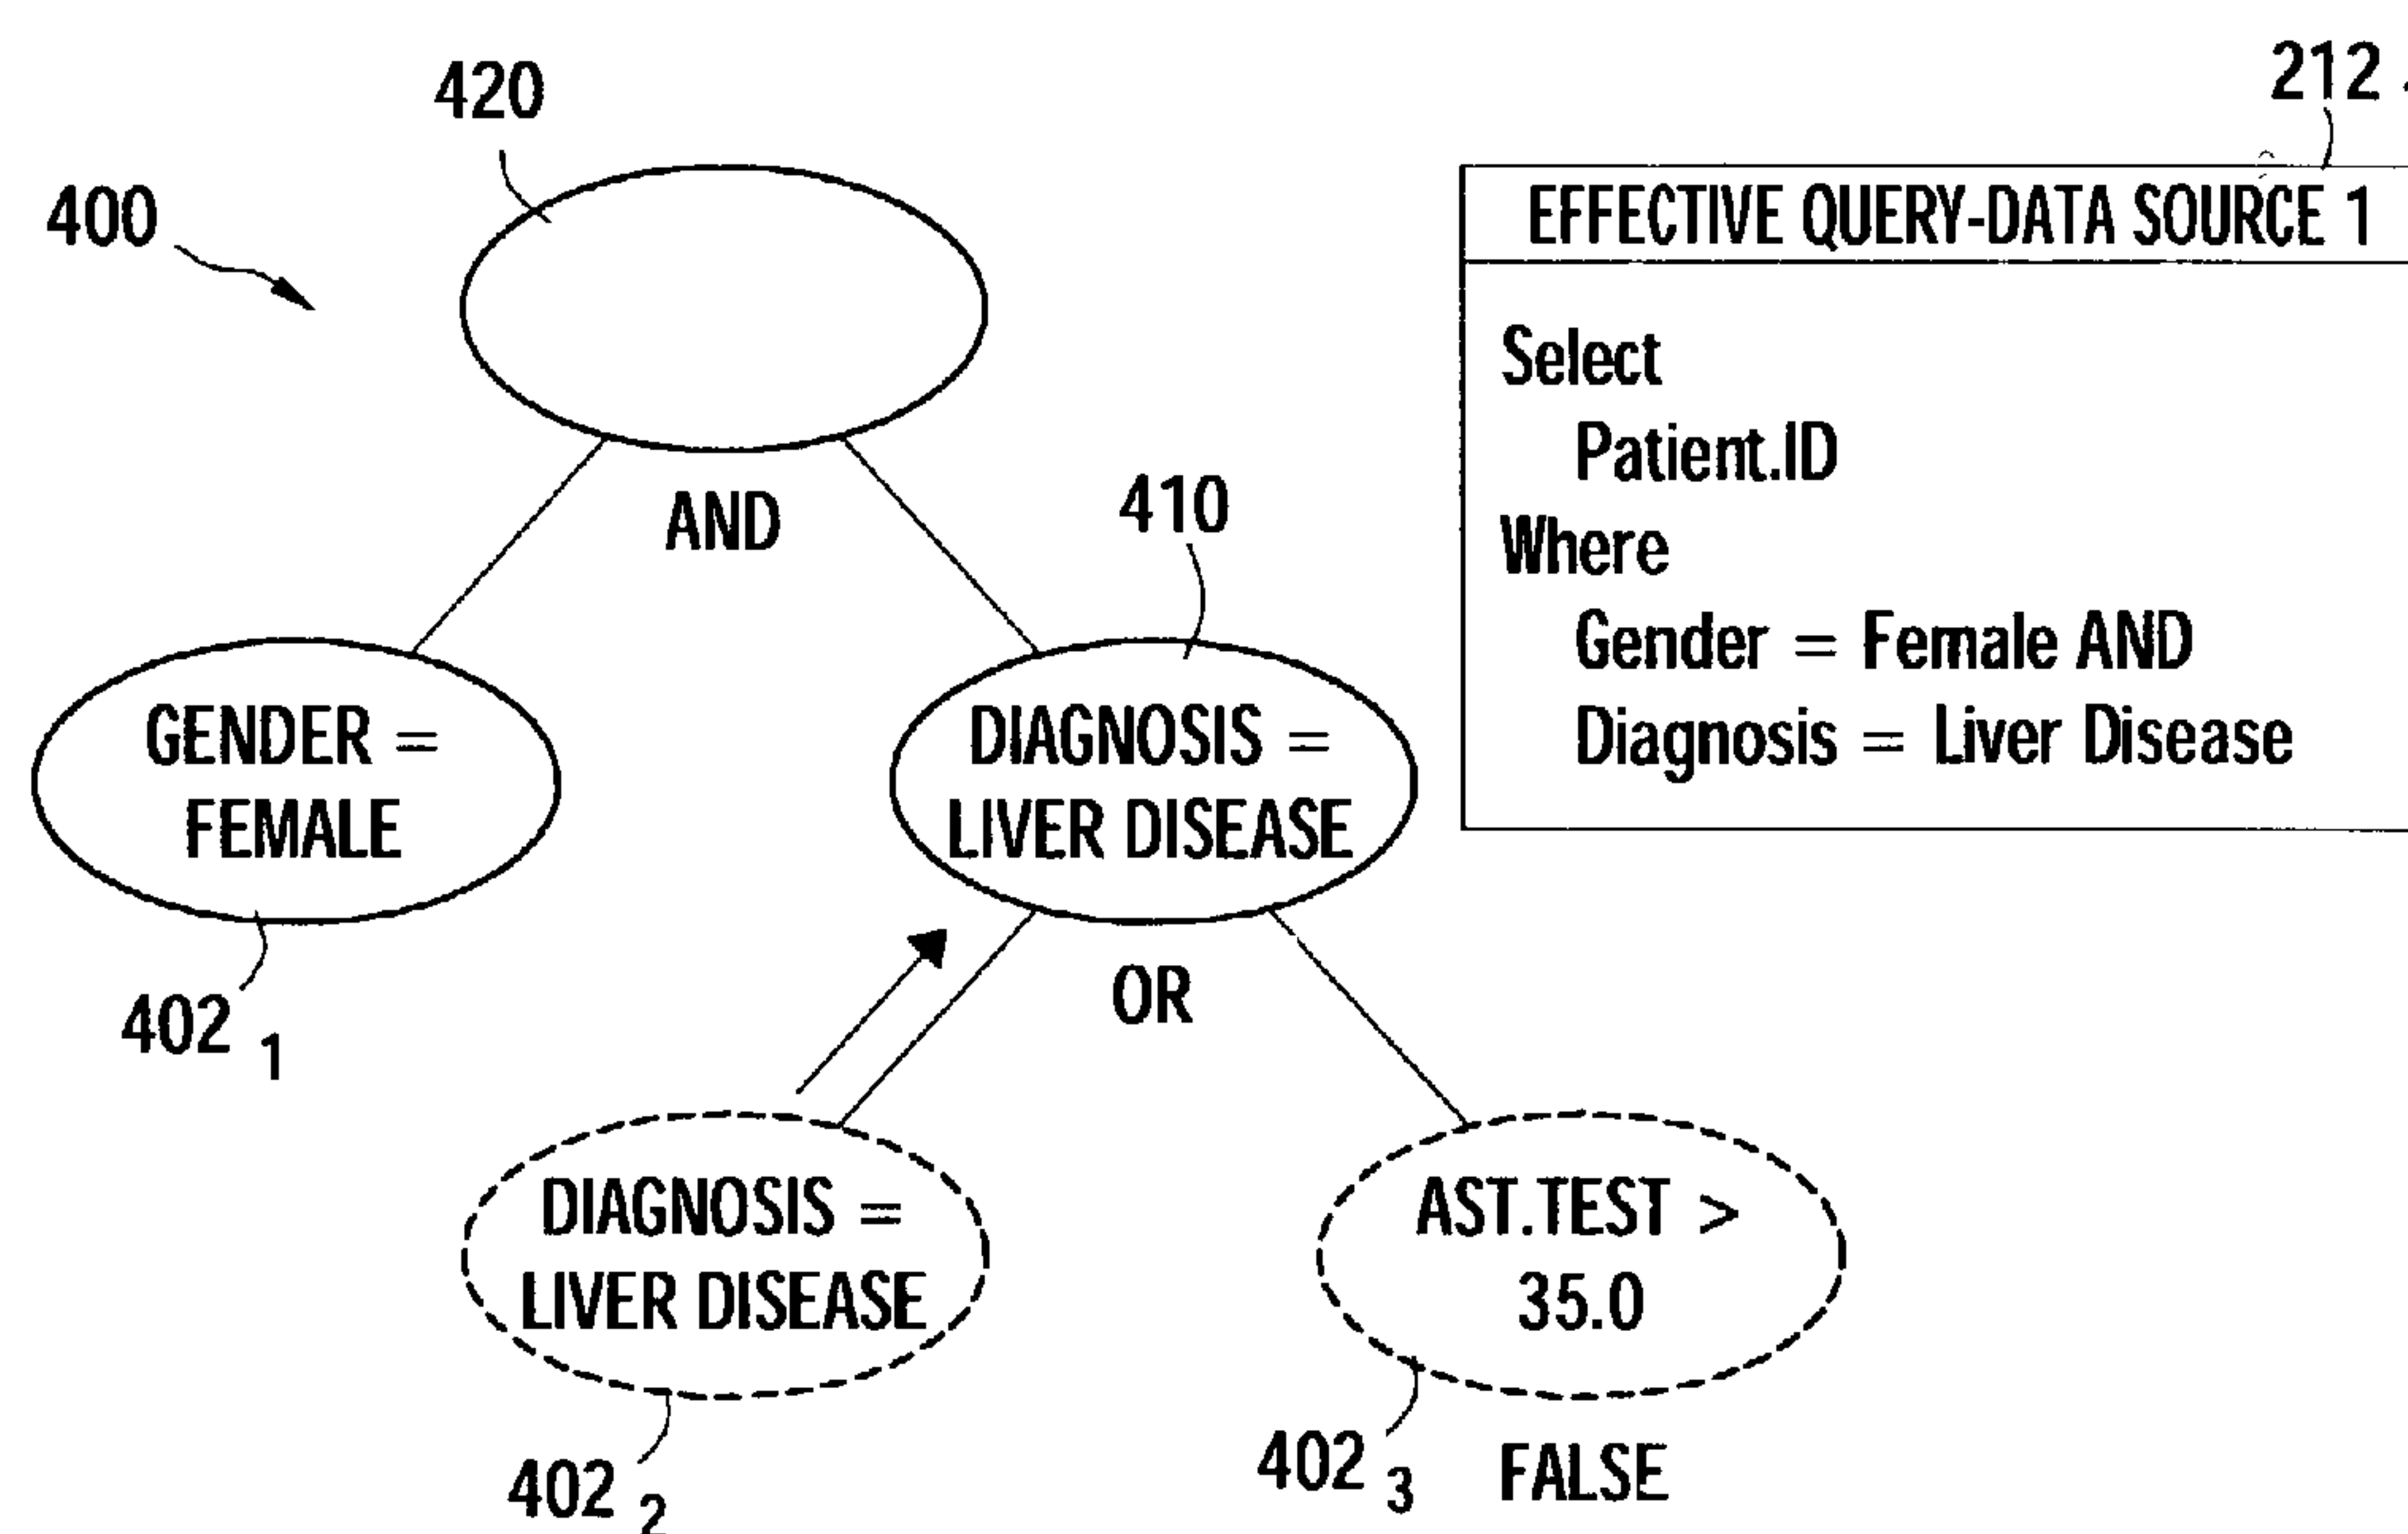 420
400
AND
410
GENDER =
FEMALE
402 1
DIAGNOSIS =
LIVER DISEASE
OR
DIAGNOSIS =
LIVER DISEASE
402 2
AST.TEST >
35.0
402 3
FALSE
212
EFFECTIVE QUERY-DATA SOURCE 1
Select
Patient.ID
Where
Gender = Female AND
Diagnosis = Liver Disease